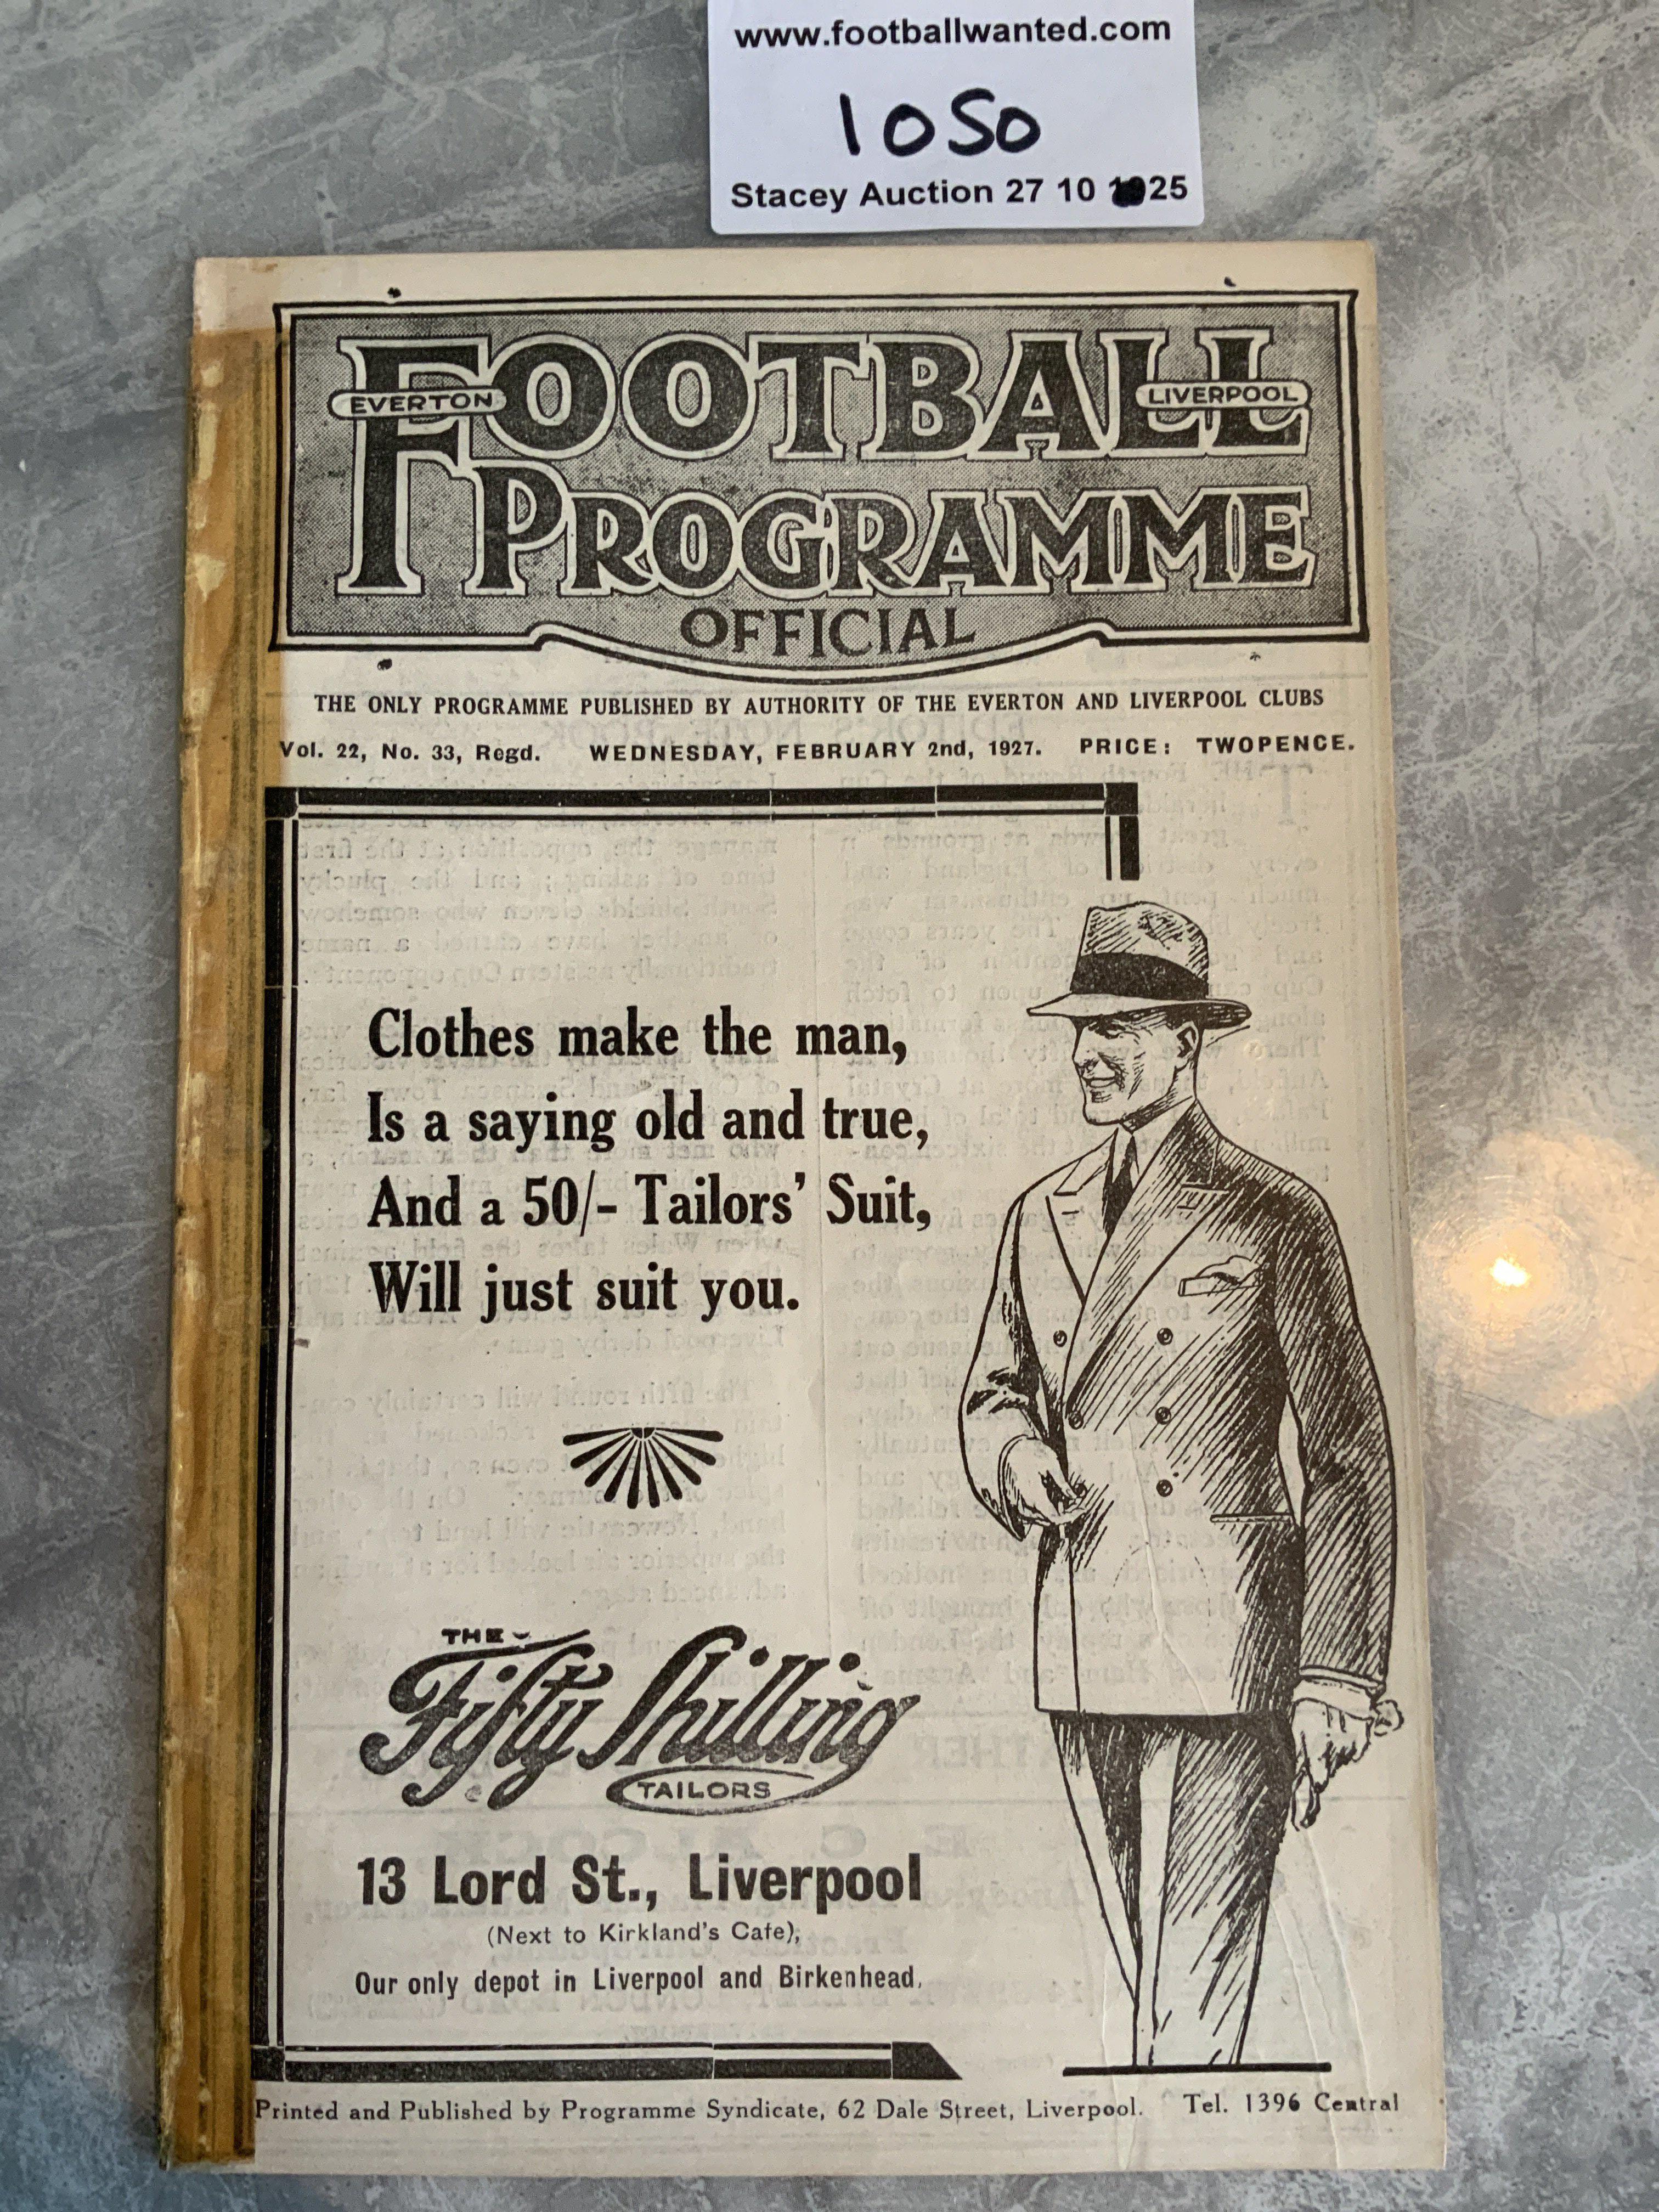 www.footballwanted.com
1050
Stacey Auction 27 10 25
FOOTBALL
EVERTON
LIVERPOOL
PROGRAMME
OFFICIAL
THE ONLY PROGRAMME PUBLISHED BY AUTHORITY OF THE EVERTON AND LIVERPOOL CLUBS
Vol. 22, No. 33, Regd. WEDNESDAY, FEBRUARY 2nd, 1927. PRICE: TWOPENCE.
Clothes make the man,
Is a saying old and true,
And a 50/- Tailors' Suit,
Will just suit you.
THE
Fifty Shilling
TAILORS
13 Lord St., Liverpool
(Next to Kirkland's Cafe),
Our only depot in Liverpool and Birkenhead.
Printed and Published by Programme Syndicate, 62 Dale Street, Liverpool. Tel. 1396 Central